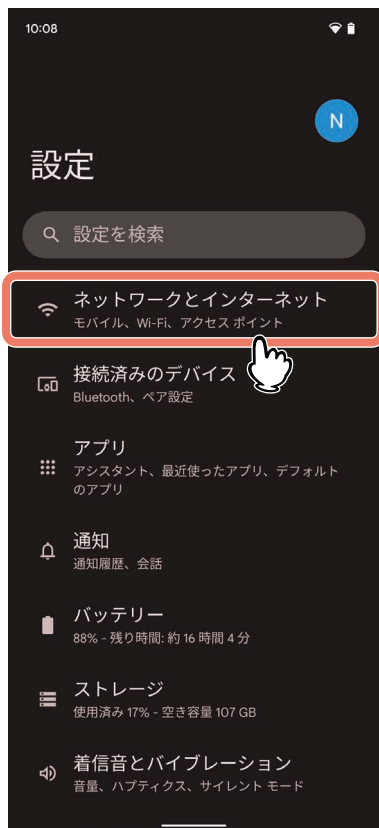 10:08
N
設定
設定を検索
ネットワークとインターネット
モバイル、Wi-Fi、アクセス ポイント
接続済みのデバイス
Bluetooth、ペア設定
アプリ
アシスタント、最近使ったアプリ、デフォルト
のアプリ
通知
通知履歴、会話
バッテリー
88% - 残り時間: 約 16 時間 4 分
ストレージ
使用済み 17% - 空き容量 107 GB
着信音とバイブレーション
音量、ハプティクス、サイレント モード